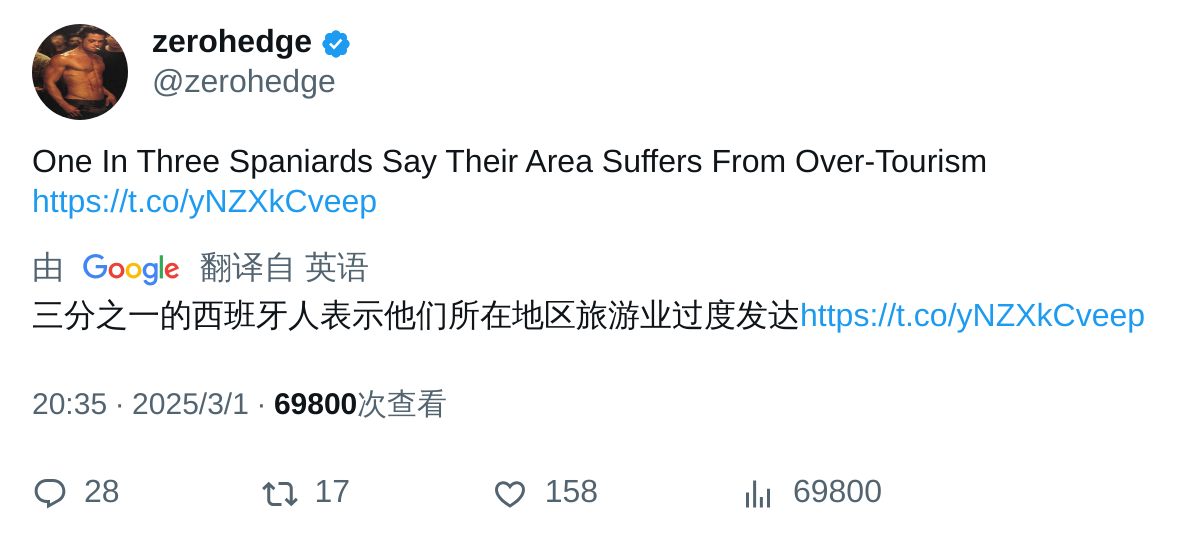 zerohedge
@zerohedge
One In Three Spaniards Say Their Area Suffers From Over-Tourism
https://t.co/yNZXkCveep
由 Google 翻译自 英语
三分之一的西班牙人表示他们所在地区旅游业过度发达https://t.co/yNZXkCveep
20:35 · 2025/3/1 · 69800次查看
28 17 158 69800